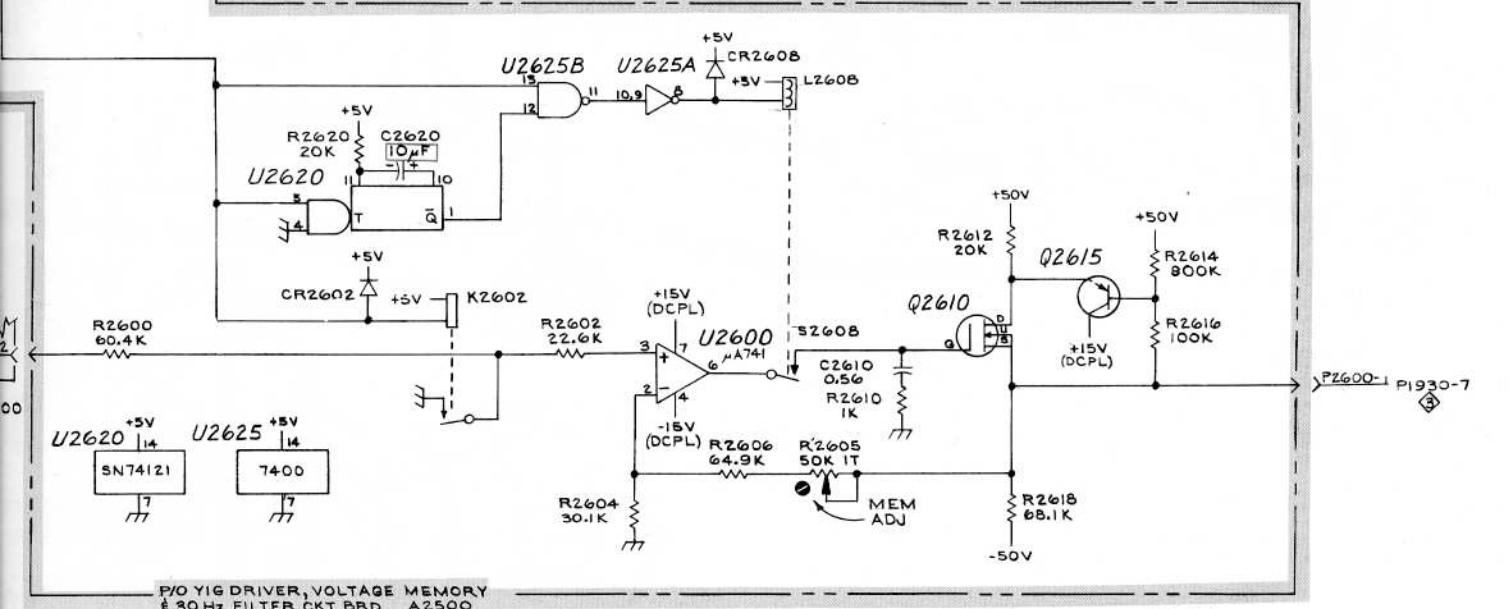 +5V
U2625B
U2625A
CR2608
13
+5V
L2608
11
10,9
8
12
+5V
R2620
20K
C2620
10µF
- +
U2620
11
10
3
T
Q̅
1
4
+50V
+50V
R2612
20K
Q2615
R2614
800K
+5V
CR2602
+5V
K2602
+15V
(DCPL)
Q2610
R2600
60.4K
R2602
22.6K
U2600
µA741
S2608
D
R2616
100K
2
3
+
7
6
G
U
S
+15V
(DCPL)
C2610
0.56
2
-
4
R2610
1K
P2600-1
P1930-7
3
00
-15V
(DCPL)
U2620
+5V
14
U2625
+5V
14
R2606
64.9K
R2605
50K 1T
SN74121
7400
7
7
R2604
30.1K
MEM
ADJ
R2618
68.1K
-50V
P/O YIG DRIVER, VOLTAGE MEMORY
& 30 Hz FILTER CKT BRD A2500